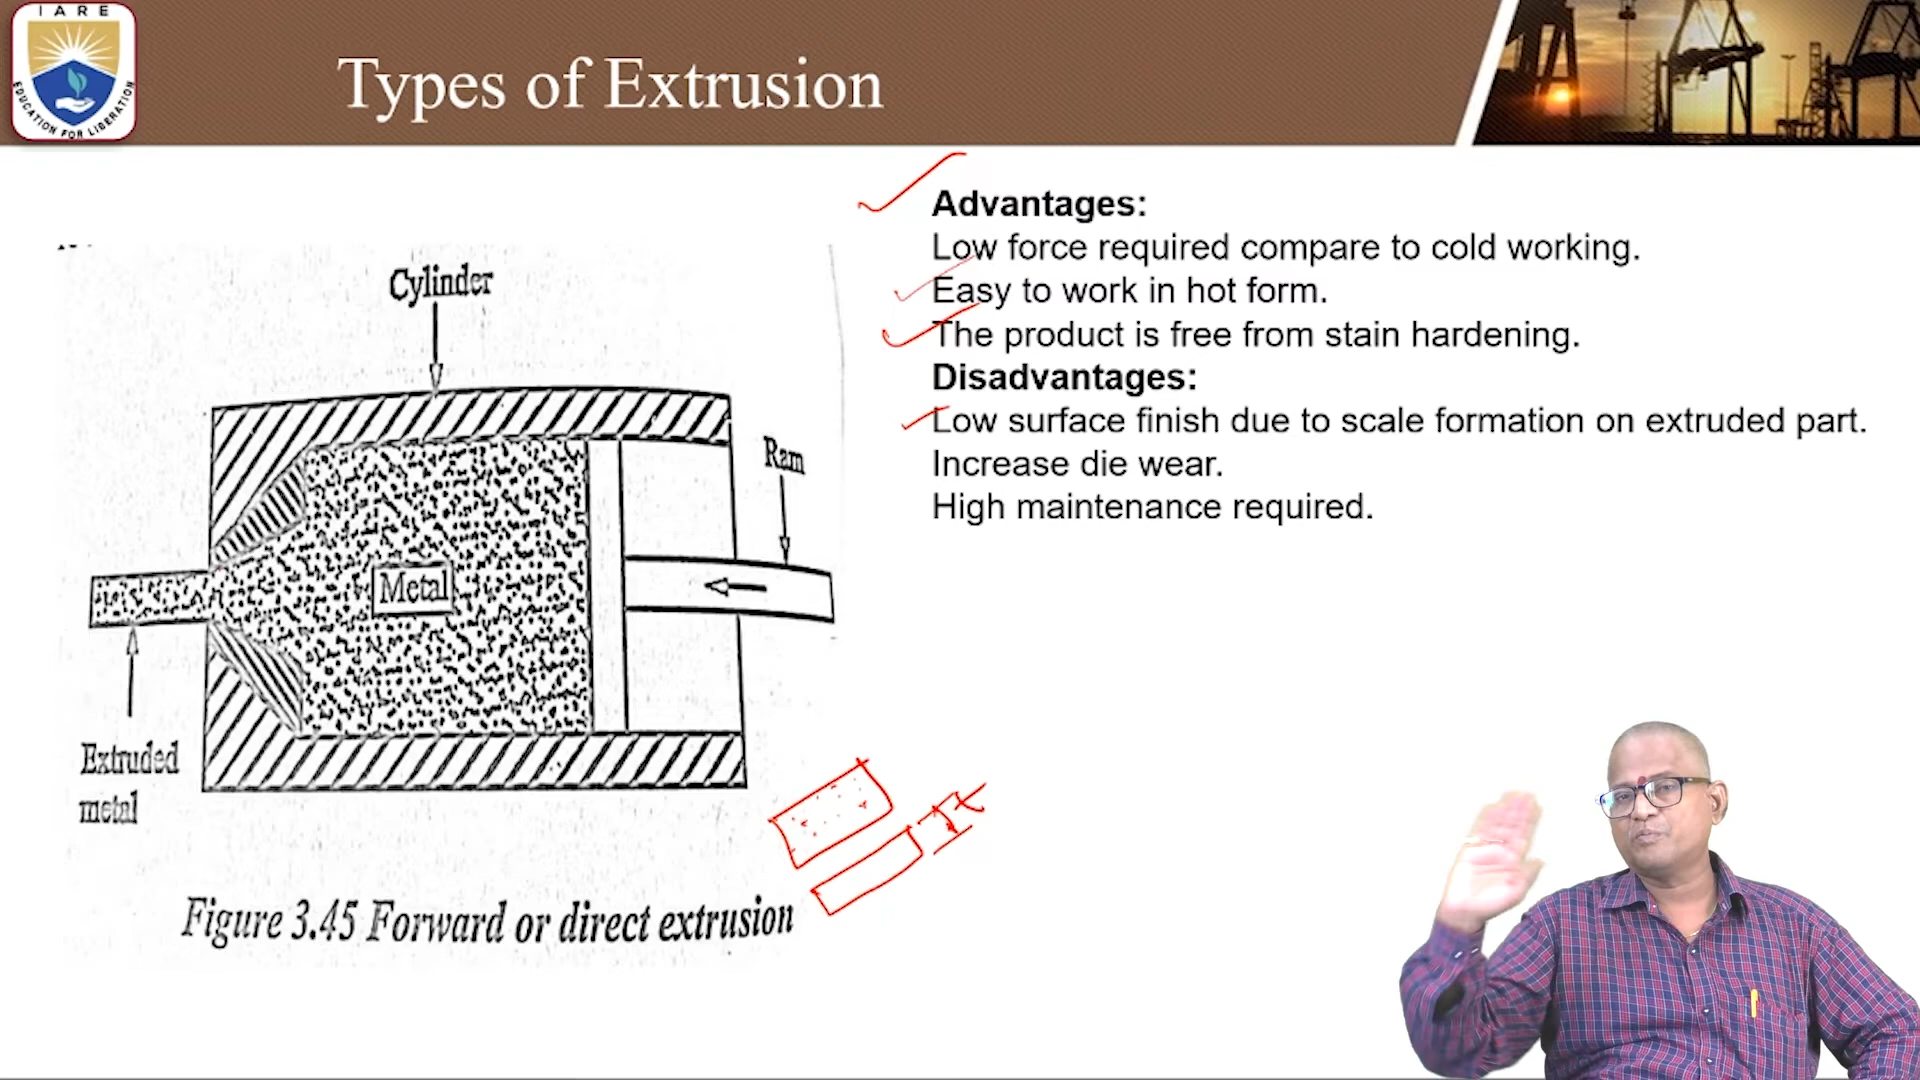 IARE
EDUCATION FOR LIBERATION
Types of Extrusion
Advantages:
Low force required compare to cold working.
Easy to work in hot form.
The product is free from stain hardening.
Disadvantages:
Low surface finish due to scale formation on extruded part.
Increase die wear.
High maintenance required.
Cylinder
Ram
Metal
Extruded
metal
Figure 3.45 Forward or direct extrusion